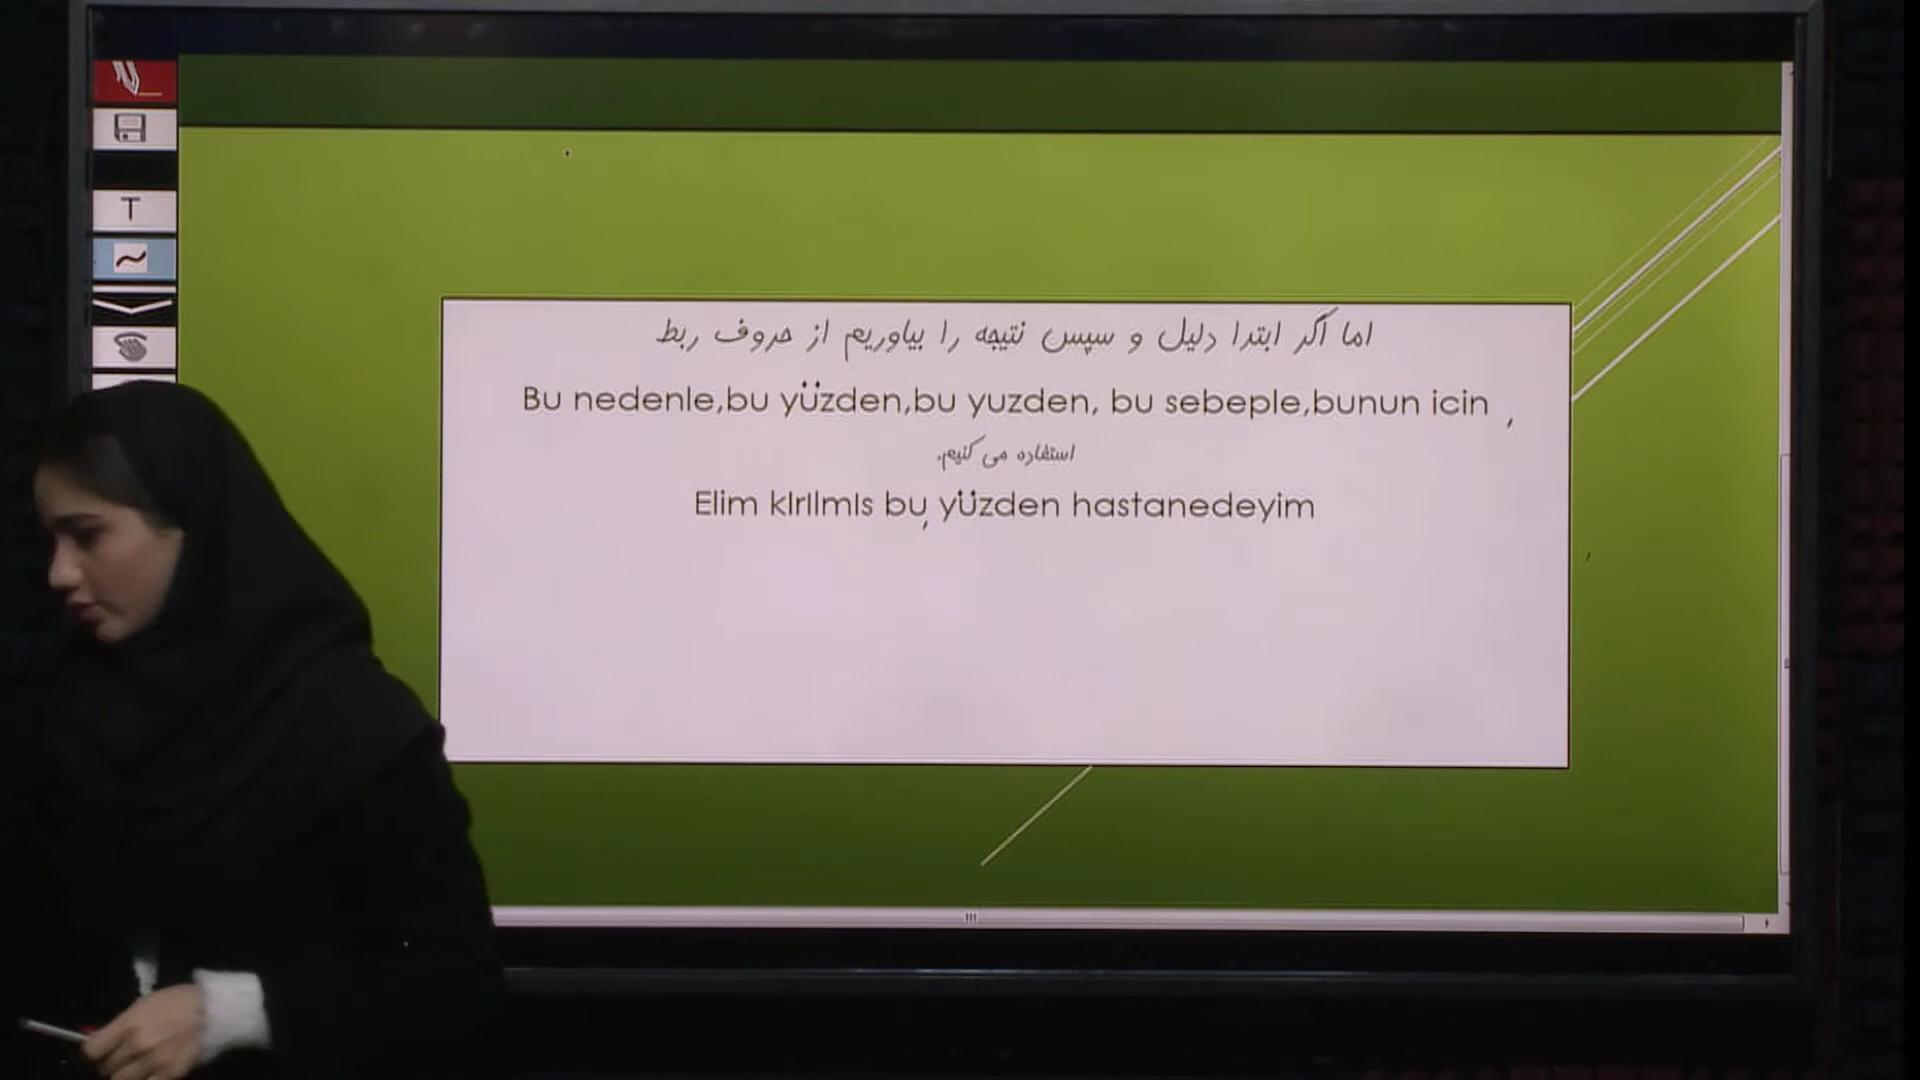 اما اگر ابتدا دلیل و سپس نتیجه را بیاوریم از حروف ربط
Bu nedenle,bu yüzden,bu yuzden, bu sebeple,bunun icin ,
استفاده می کنیم.
Elim kIrIlmIs bu, yüzden hastanedeyim
T